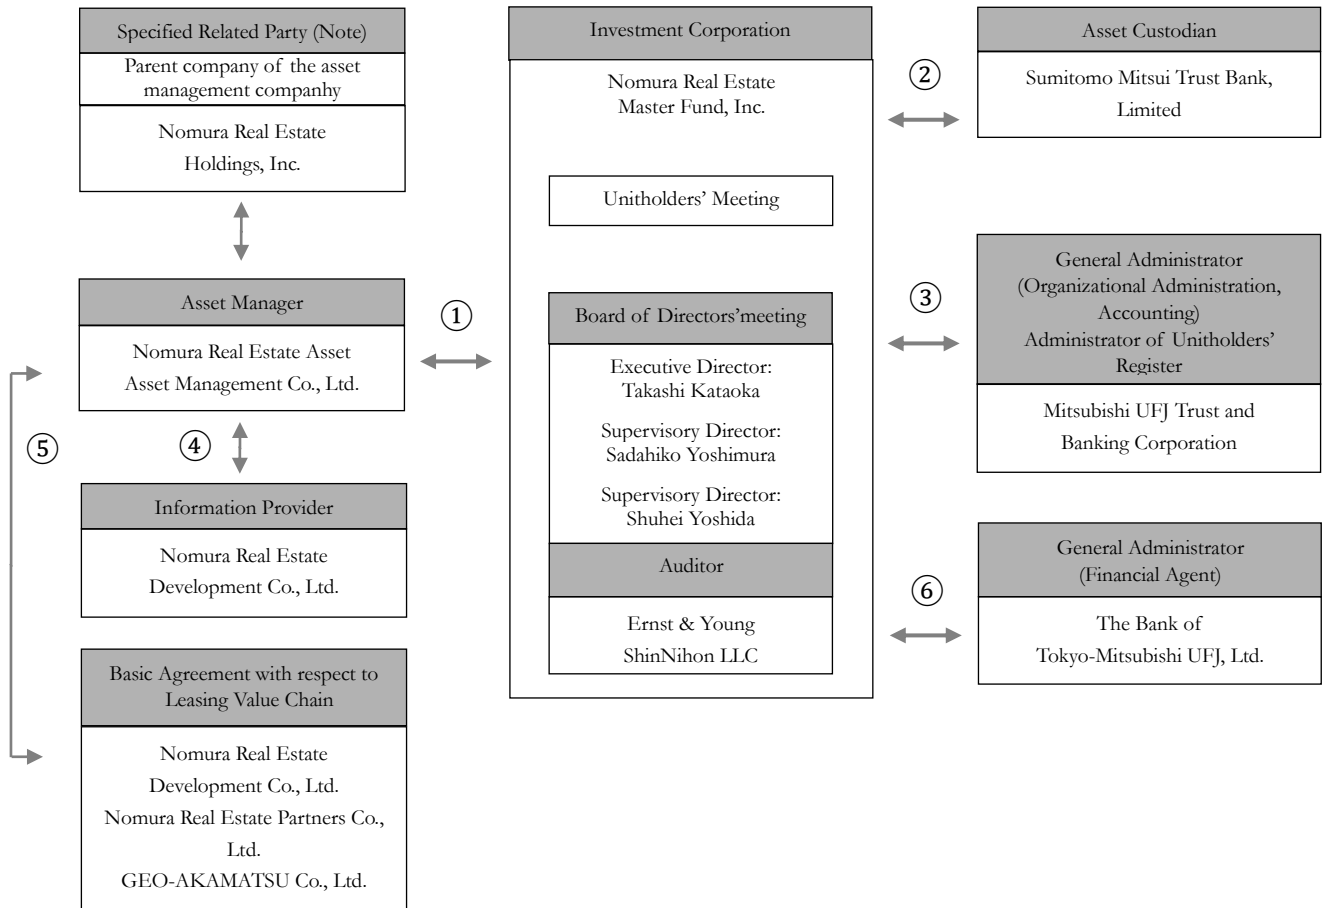 Specified Related Party (Note)
Parent company of the asset
management companhy
Nomura Real Estate
Holdings, Inc.
Asset Manager
Nomura Real Estate Asset
Asset Management Co., Ltd.
⑤
④
Information Provider
Nomura Real Estate
Development Co., Ltd.
Basic Agreement with respect to
Leasing Value Chain
Nomura Real Estate
Development Co., Ltd.
Nomura Real Estate Partners Co.,
Ltd.
GEO-AKAMATSU Co., Ltd.
①
Investment Corporation
Nomura Real Estate
Master Fund, Inc.
Unitholders’ Meeting
Board of Directors’meeting
Executive Director:
Takashi Kataoka
Supervisory Director:
Sadahiko Yoshimura
Supervisory Director:
Shuhei Yoshida
Auditor
Ernst & Young
ShinNihon LLC
②
Asset Custodian
Sumitomo Mitsui Trust Bank,
Limited
③
General Administrator
(Organizational Administration,
Accounting)
Administrator of Unitholders’
Register
Mitsubishi UFJ Trust and
Banking Corporation
⑥
General Administrator
(Financial Agent)
The Bank of
Tokyo-Mitsubishi UFJ, Ltd.